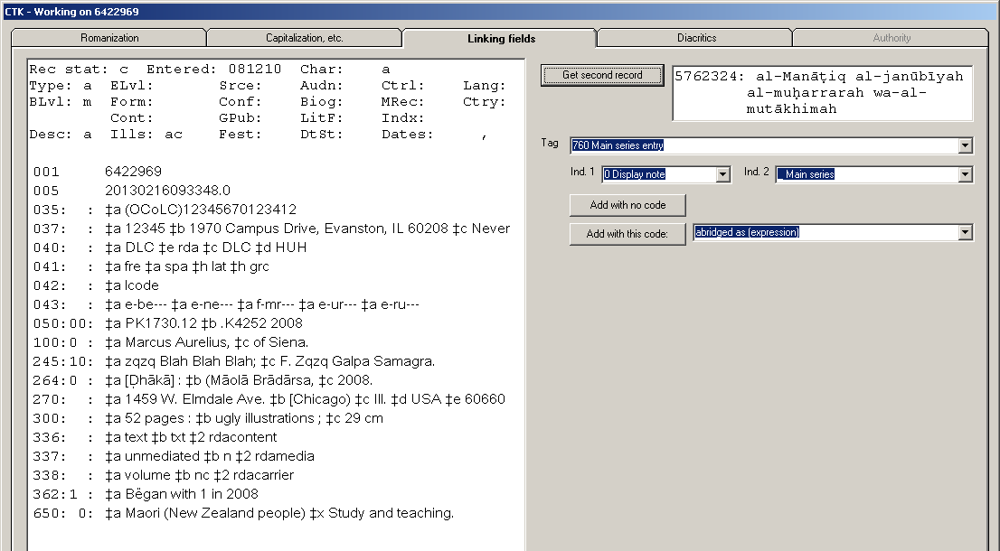 CTK - Working on 6422969
Romanization Capitalization, etc. Linking fields Diacritics Authority
Rec stat: c Entered: 081210 Char: a
Type: a ELvl: Srce: Audn: Ctrl: Lang:
BLvl: m Form: Conf: Biog: MRec: Ctry:
Cont: GPub: LitF: Indx:
Desc: a Ills: ac Fest: DtSt: Dates: ,
001 6422969
005 20130216093348.0
035: : ‡a (OCoLC)12345670123412
037: : ‡a 12345 ‡b 1970 Campus Drive, Evanston, IL 60208 ‡c Never
040: : ‡a DLC ‡e rda ‡c DLC ‡d HUH
041: : ‡a fre ‡a spa ‡h lat ‡h grc
042: : ‡a lcode
043: : ‡a e-be--- ‡a e-ne--- ‡a f-mr--- ‡a e-ur--- ‡a e-ru---
050:00: ‡a PK1730.12 ‡b .K4252 2008
100:0 : ‡a Marcus Aurelius, ‡c of Siena.
245:10: ‡a zqzq Blah Blah Blah; ‡c F. Zqzq Galpa Samagra.
264:0 : ‡a [Ḍhākā] : ‡b (Māolā Brādārsa, ‡c 2008.
270: : ‡a 1459 W. Elmdale Ave. ‡b [Chicago) ‡c Ill. ‡d USA ‡e 60660
300: : ‡a 52 pages : ‡b ugly illustrations ; ‡c 29 cm
336: : ‡a text ‡b txt ‡2 rdacontent
337: : ‡a unmediated ‡b n ‡2 rdamedia
338: : ‡a volume ‡b nc ‡2 rdacarrier
362:1 : ‡a Bëgan with 1 in 2008
650: 0: ‡a Maori (New Zealand people) ‡x Study and teaching.
Get second record
5762324: al-Manāṭiq al-janūbīyah
al-muḥarrarah wa-al-
mutākhimah
Tag 760 Main series entry
Ind. 1 0 Display note Ind. 2 _ Main series
Add with no code
Add with this code: abridged as (expression)